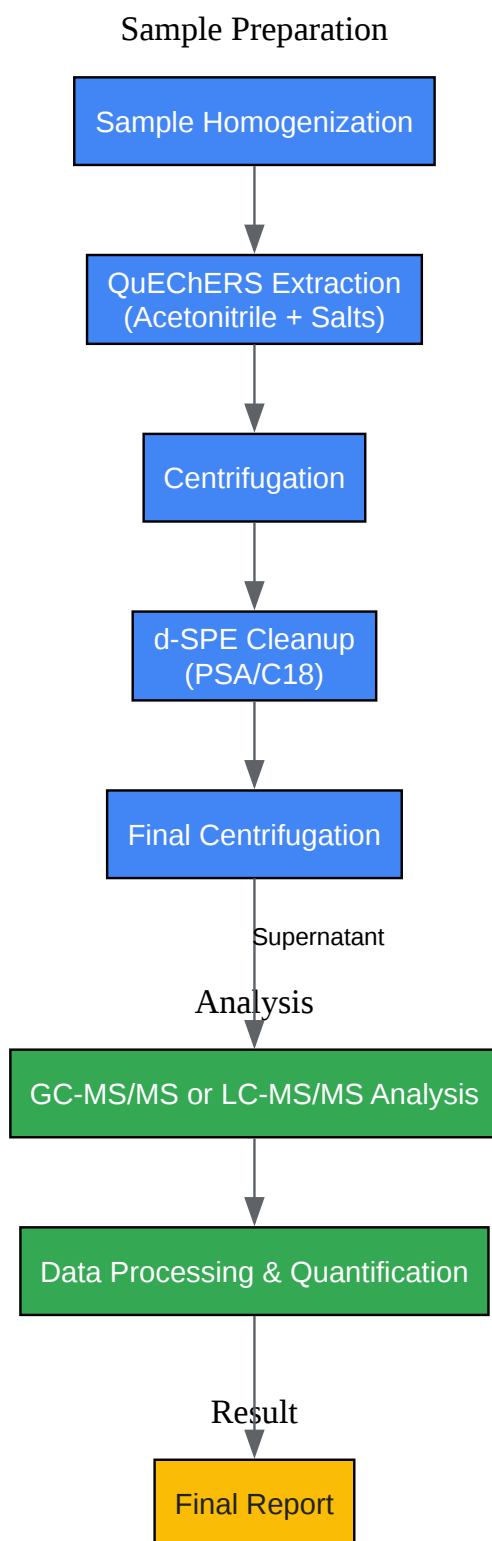 Sample Preparation
Sample Homogenization
QuEChERS Extraction
(Acetonitrile + Salts)
Centrifugation
d-SPE Cleanup
(PSA/C18)
Final Centrifugation
Supernatant
Analysis
GC-MS/MS or LC-MS/MS Analysis
Data Processing & Quantification
Result
Final Report